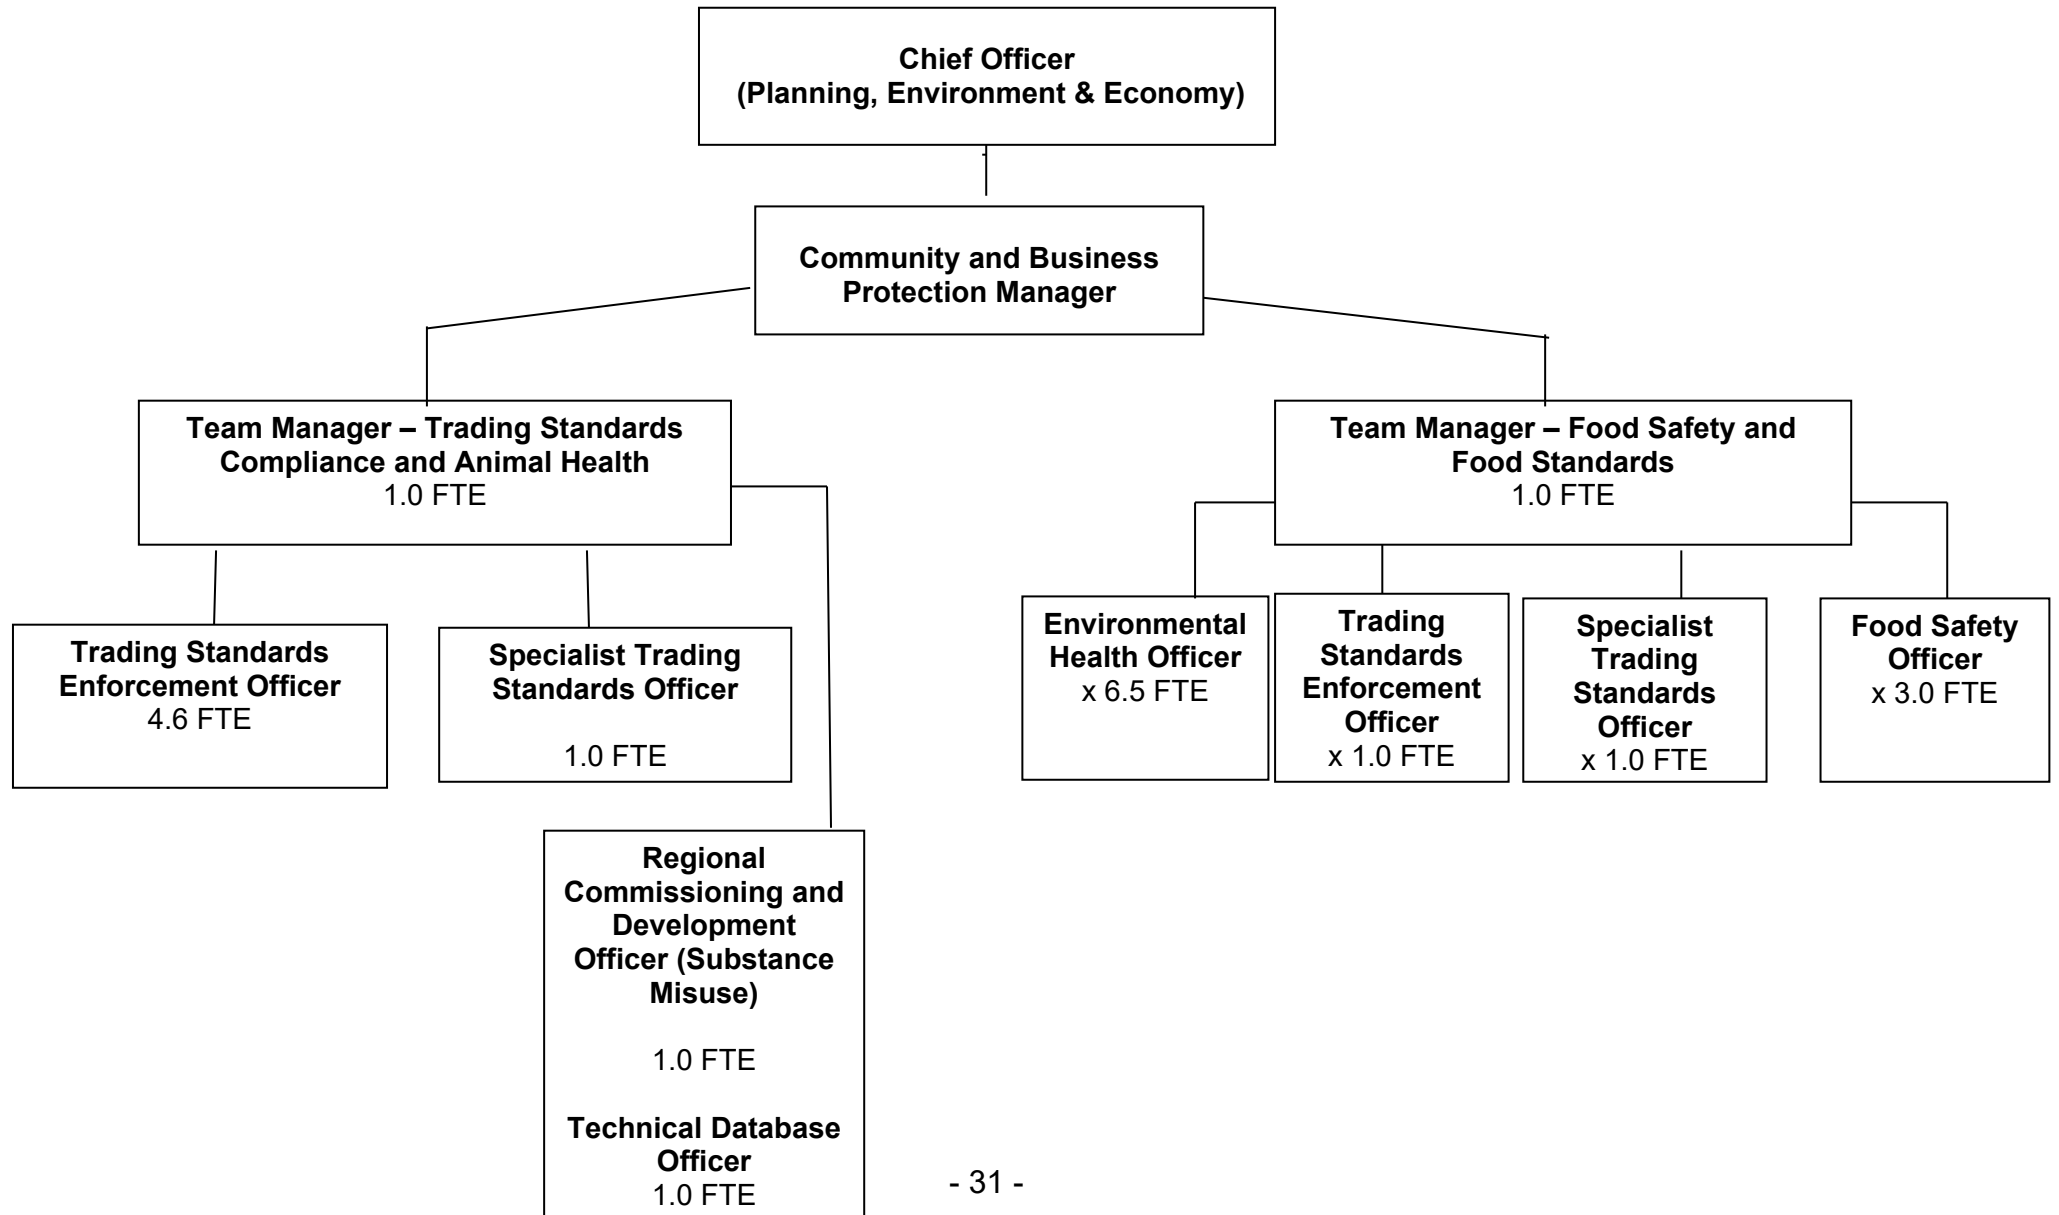 Chief Officer
(Planning, Environment & Economy)
Community and Business
Protection Manager
Team Manager – Trading Standards
Compliance and Animal Health
1.0 FTE
Team Manager – Food Safety and
Food Standards
1.0 FTE
Trading Standards
Enforcement Officer
4.6 FTE
Specialist Trading
Standards Officer
1.0 FTE
Environmental
Health Officer
x 6.5 FTE
Trading
Standards
Enforcement
Officer
x 1.0 FTE
Specialist
Trading
Standards
Officer
x 1.0 FTE
Food Safety
Officer
x 3.0 FTE
Regional
Commissioning and
Development
Officer (Substance
Misuse)
1.0 FTE
Technical Database
Officer
1.0 FTE
- 31 -